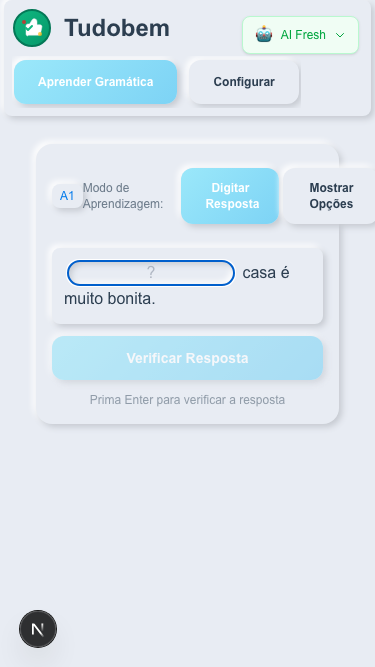 Tudobem
AI Fresh
Aprender Gramática
Configurar
A1
Modo de
Aprendizagem:
Digitar
Resposta
Mostrar
Opções
? casa é
muito bonita.
Verificar Resposta
Prima Enter para verificar a resposta
N